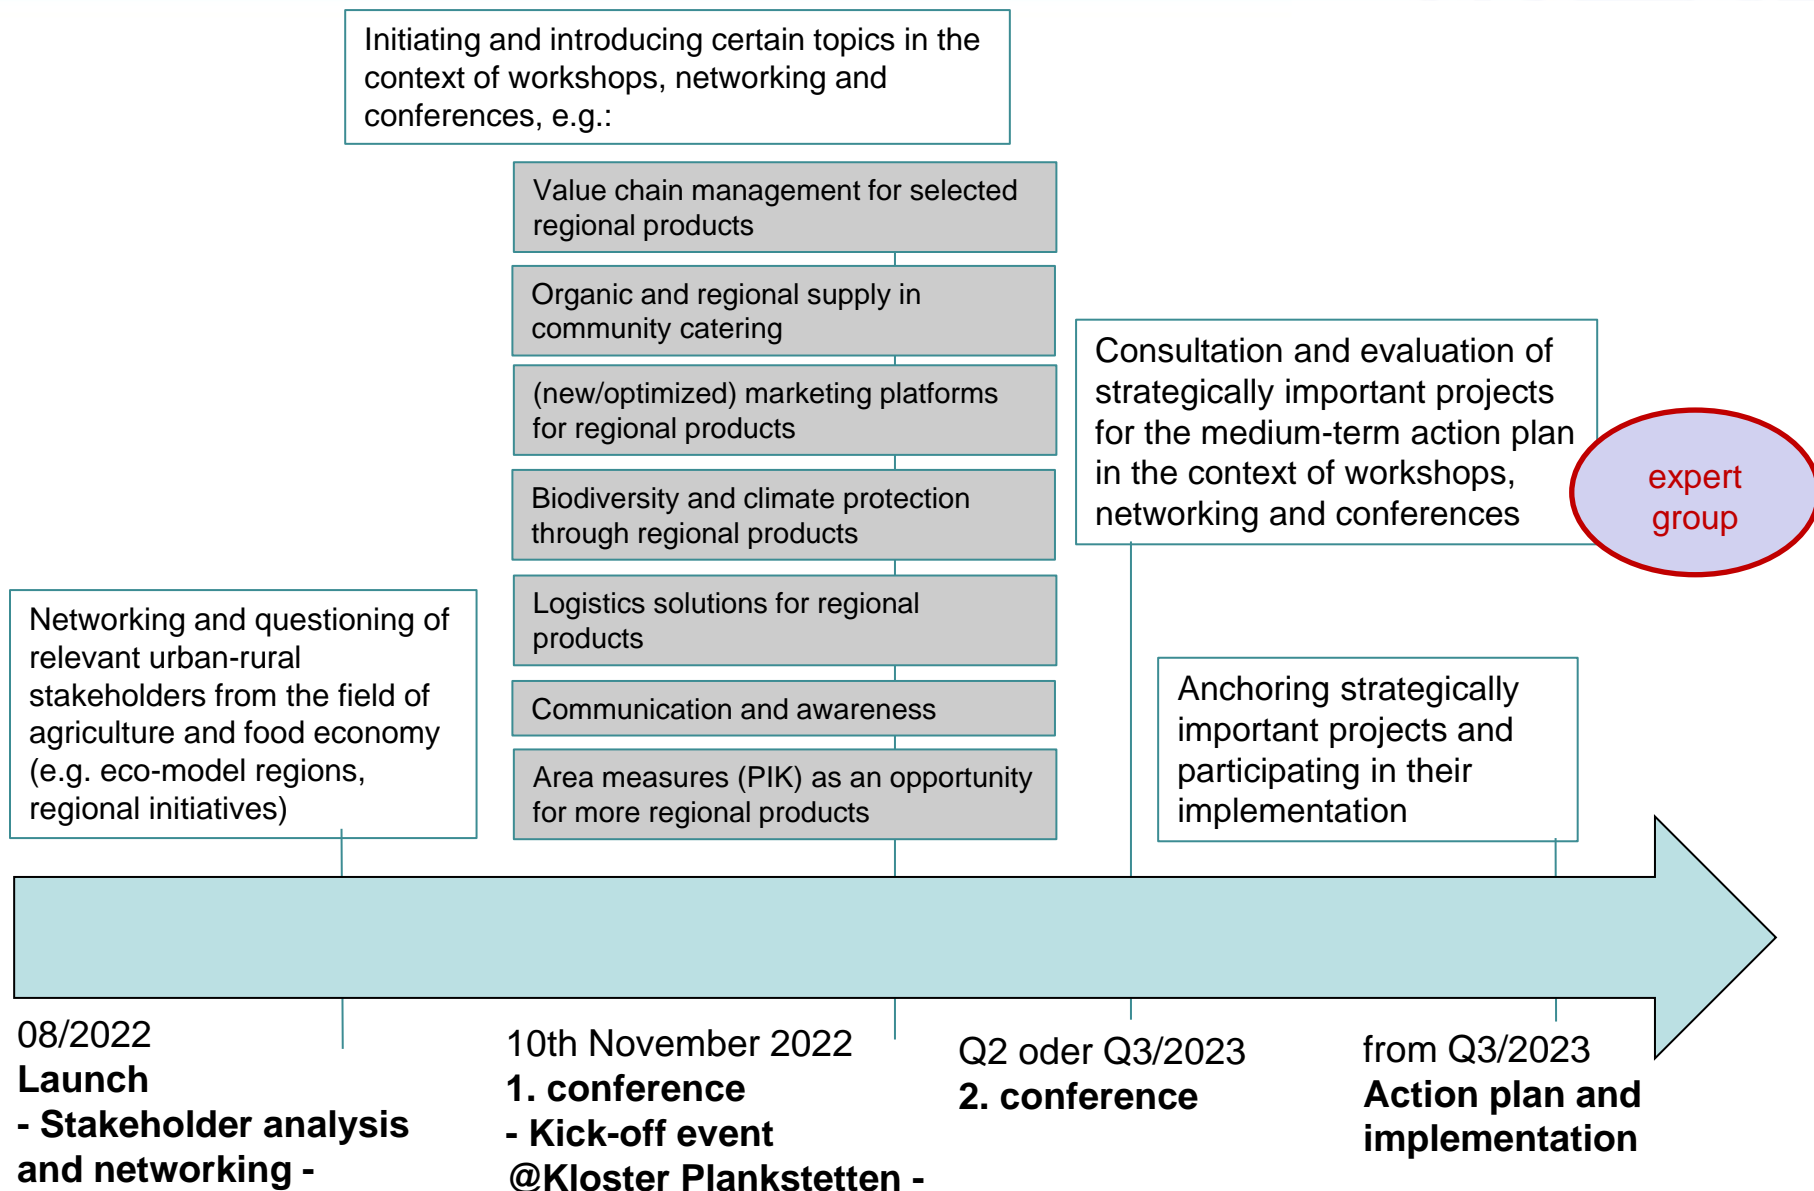 Initiating and introducing certain topics in the
context of workshops, networking and
conferences, e.g.:
Value chain management for selected
regional products
Organic and regional supply in
community catering
(new/optimized) marketing platforms
for regional products
Biodiversity and climate protection
through regional products
Logistics solutions for regional
products
Communication and awareness
Area measures (PIK) as an opportunity
for more regional products
Consultation and evaluation of
strategically important projects
for the medium-term action plan
in the context of workshops,
networking and conferences
expert
group
Networking and questioning of
relevant urban-rural
stakeholders from the field of
agriculture and food economy
(e.g. eco-model regions,
regional initiatives)
Anchoring strategically
important projects and
participating in their
implementation
08/2022
Launch
- Stakeholder analysis
and networking -
10th November 2022
1. conference
- Kick-off event
@Kloster Plankstetten -
Q2 oder Q3/2023
2. conference
from Q3/2023
Action plan and
implementation